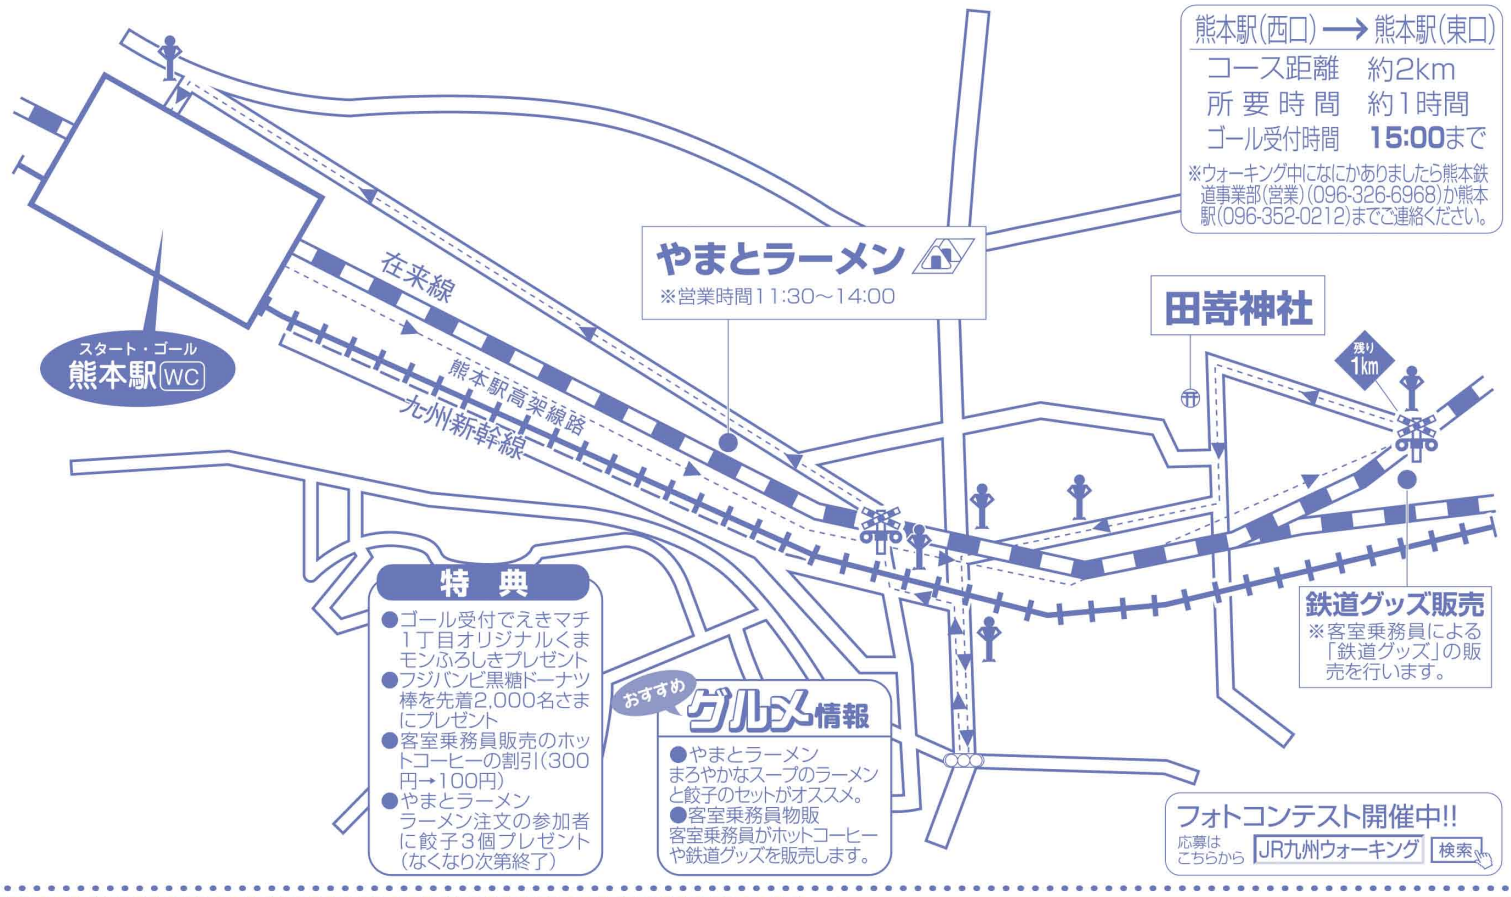 熊本駅(西口)→熊本駅(東口)
コース距離 約2km
所要時間 約1時間
ゴール受付時間 15:00まで
※ウォーキング中になにかありましたら熊本鉄
道事業部(営業)(096-326-6968)か熊本
駅(096-352-0212)までご連絡ください。
やまとラーメン
※営業時間11:30～14:00
在来線
熊本駅高架線路
九州新幹線
スタート・ゴール
熊本駅 WC
田嵜神社
残り
1km
鉄道グッズ販売
※客室乗務員による
「鉄道グッズ」の販
売を行います。
特典
●ゴール受付でえきマチ
1丁目オリジナルくま
モンふろしきプレゼント
●フジバンビ黒糖ドーナツ
棒を先着2,000名さま
にプレゼント
●客室乗務員販売のホッ
トコーヒーの割引(300
円→100円)
●やまとラーメン
ラーメン注文の参加者
に餃子3個プレゼント
(なくなり次第終了)
おすすめ
グルメ情報
●やまとラーメン
まろやかなスープのラーメン
と餃子のセットがオススメ。
●客室乗務員物販
客室乗務員がホットコーヒー
や鉄道グッズを販売します。
フォトコンテスト開催中!!
応募は
こちらから
JR九州ウォーキング 検索